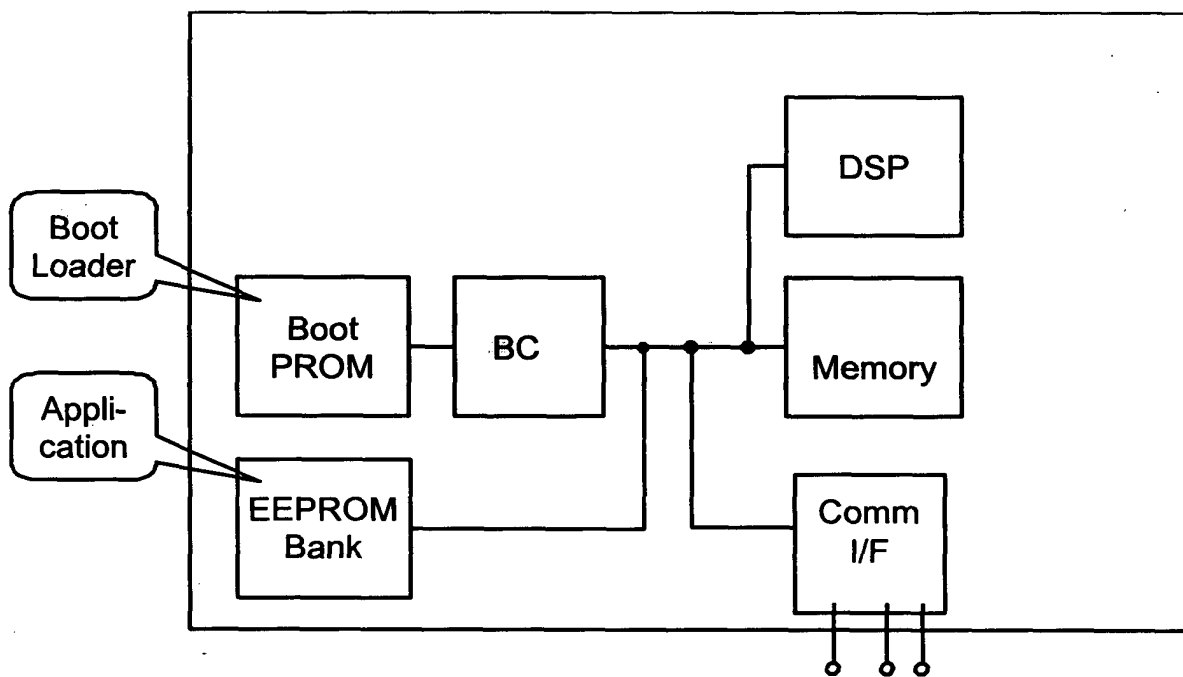 DSP
Boot
Loader
Boot
PROM
BC
Memory
Appli-
cation
EEPROM
Bank
Comm
I/F